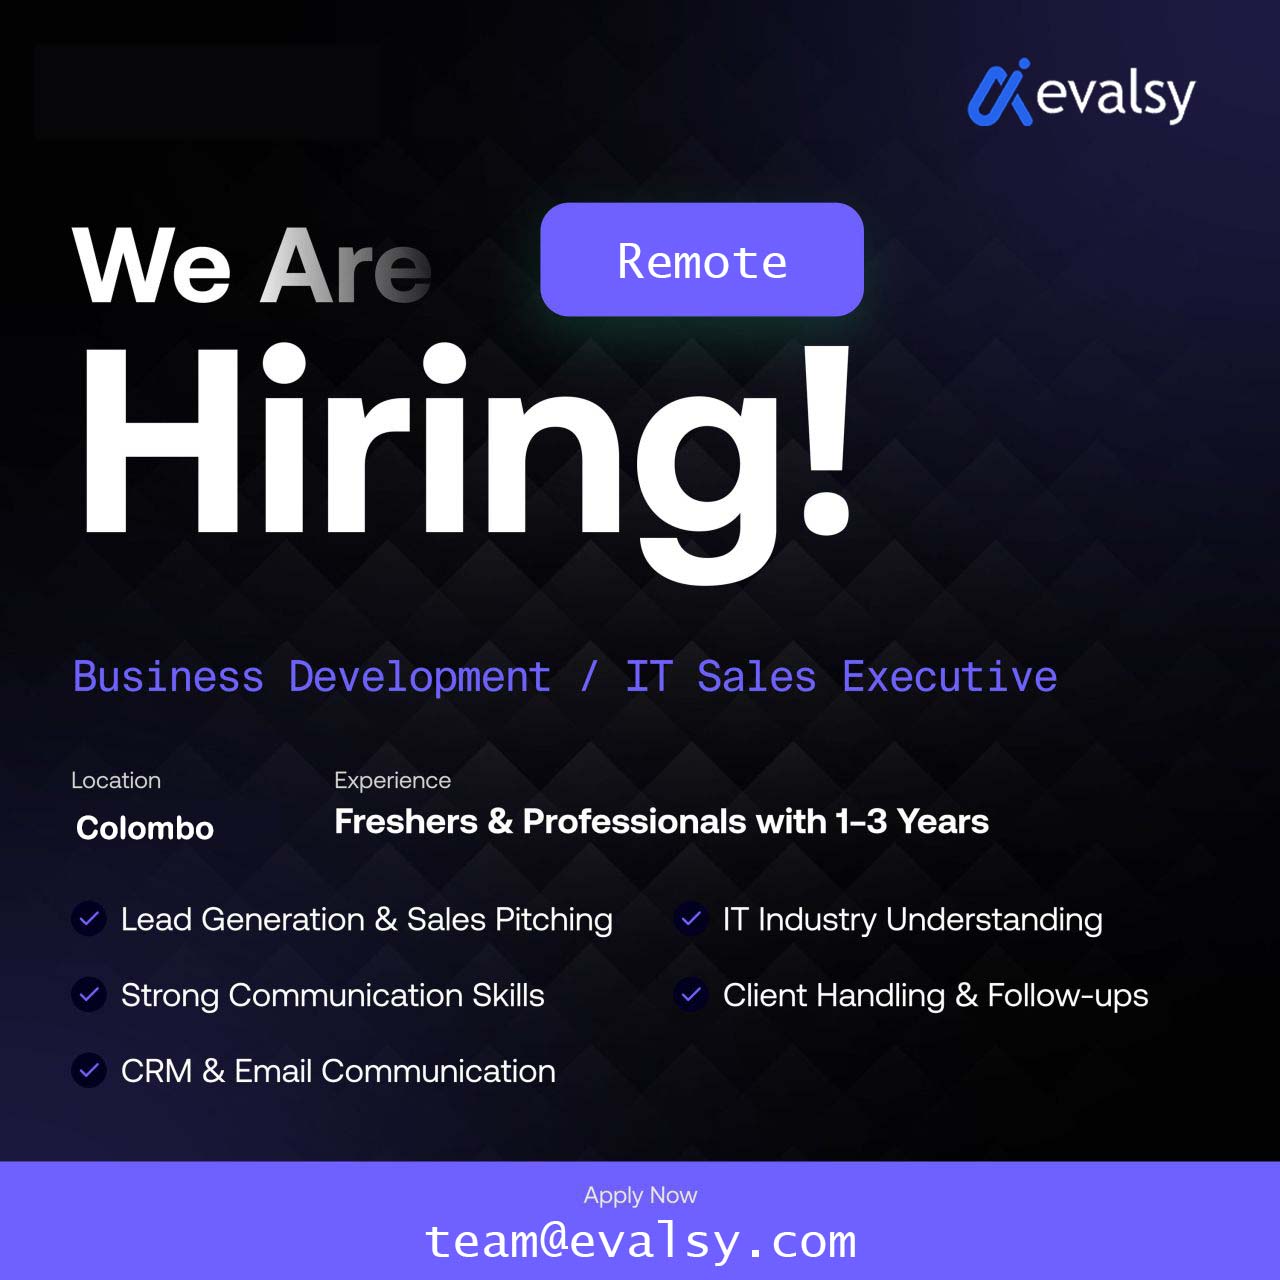 evalsy
We Are
Remote
Hiring!
Business Development / IT Sales Executive
Location
Colombo
Experience
Freshers & Professionals with 1–3 Years
Lead Generation & Sales Pitching
IT Industry Understanding
Strong Communication Skills
Client Handling & Follow-ups
CRM & Email Communication
Apply Now
team@evalsy.com